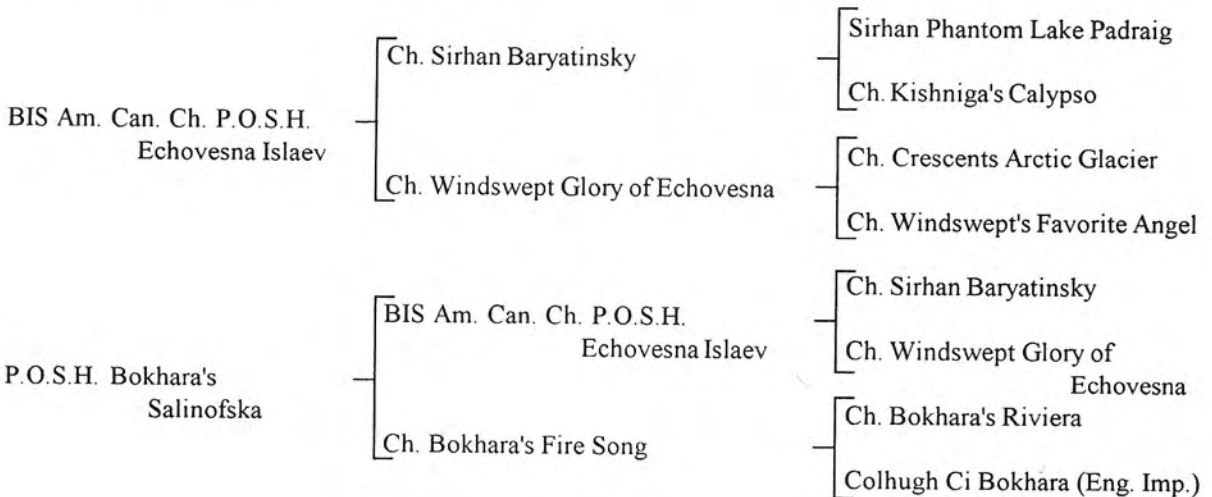 Sirhan Phantom Lake Padraig
Ch. Sirhan Baryatinsky
Ch. Kishniga's Calypso
BIS Am. Can. Ch. P.O.S.H.
Echovesna Islaev
Ch. Crescents Arctic Glacier
Ch. Windswept Glory of Echovesna
Ch. Windswept's Favorite Angel
Ch. Sirhan Baryatinsky
BIS Am. Can. Ch. P.O.S.H.
Echovesna Islaev
Ch. Windswept Glory of
Echovesna
P.O.S.H. Bokhara's
Salinofska
Ch. Bokhara's Riviera
Ch. Bokhara's Fire Song
Colhugh Ci Bokhara (Eng. Imp.)